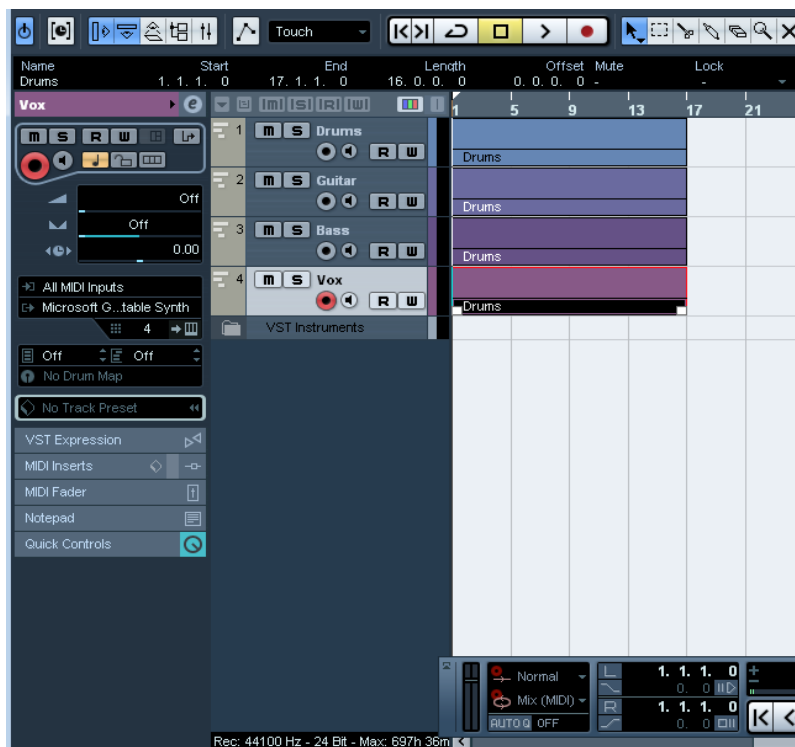 Touch
Name Start End Length Offset Mute Lock
Drums 1. 1. 1. 0 17. 1. 1. 0 16. 0. 0. 0 0. 0. 0. 0 - -
Vox e [m] [S] [R] [W] 1 5 9 13 17 21
m S R W
Off
Off
0.00
All MIDI Inputs
Microsoft G...table Synth
4
Off Off
No Drum Map
No Track Preset
VST Expression
MIDI Inserts
MIDI Fader
Notepad
Quick Controls
1 m S Drums
R W
2 m S Guitar
R W
3 m S Bass
R W
4 m S Vox
R W
VST Instruments
Drums
Drums
Drums
Drums
Normal
Mix (MIDI)
AUTO Q OFF
L 1. 1. 1. 0
0. 0
R 1. 1. 1. 0
0. 0
Rec: 44100 Hz - 24 Bit - Max: 697h 36m